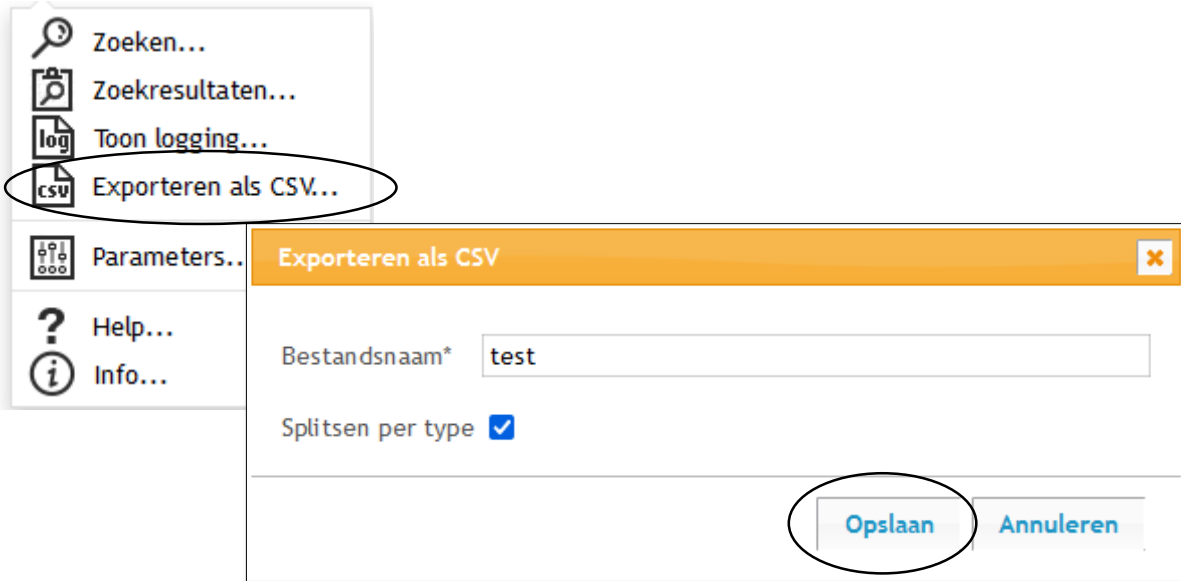 Zoeken...
Zoekresultaten...
log Toon logging...
csv Exporteren als CSV...
Parameters..
Help...
Info...
Exporteren als CSV
Bestandsnaam* test
Splitsen per type
Opslaan Annuleren